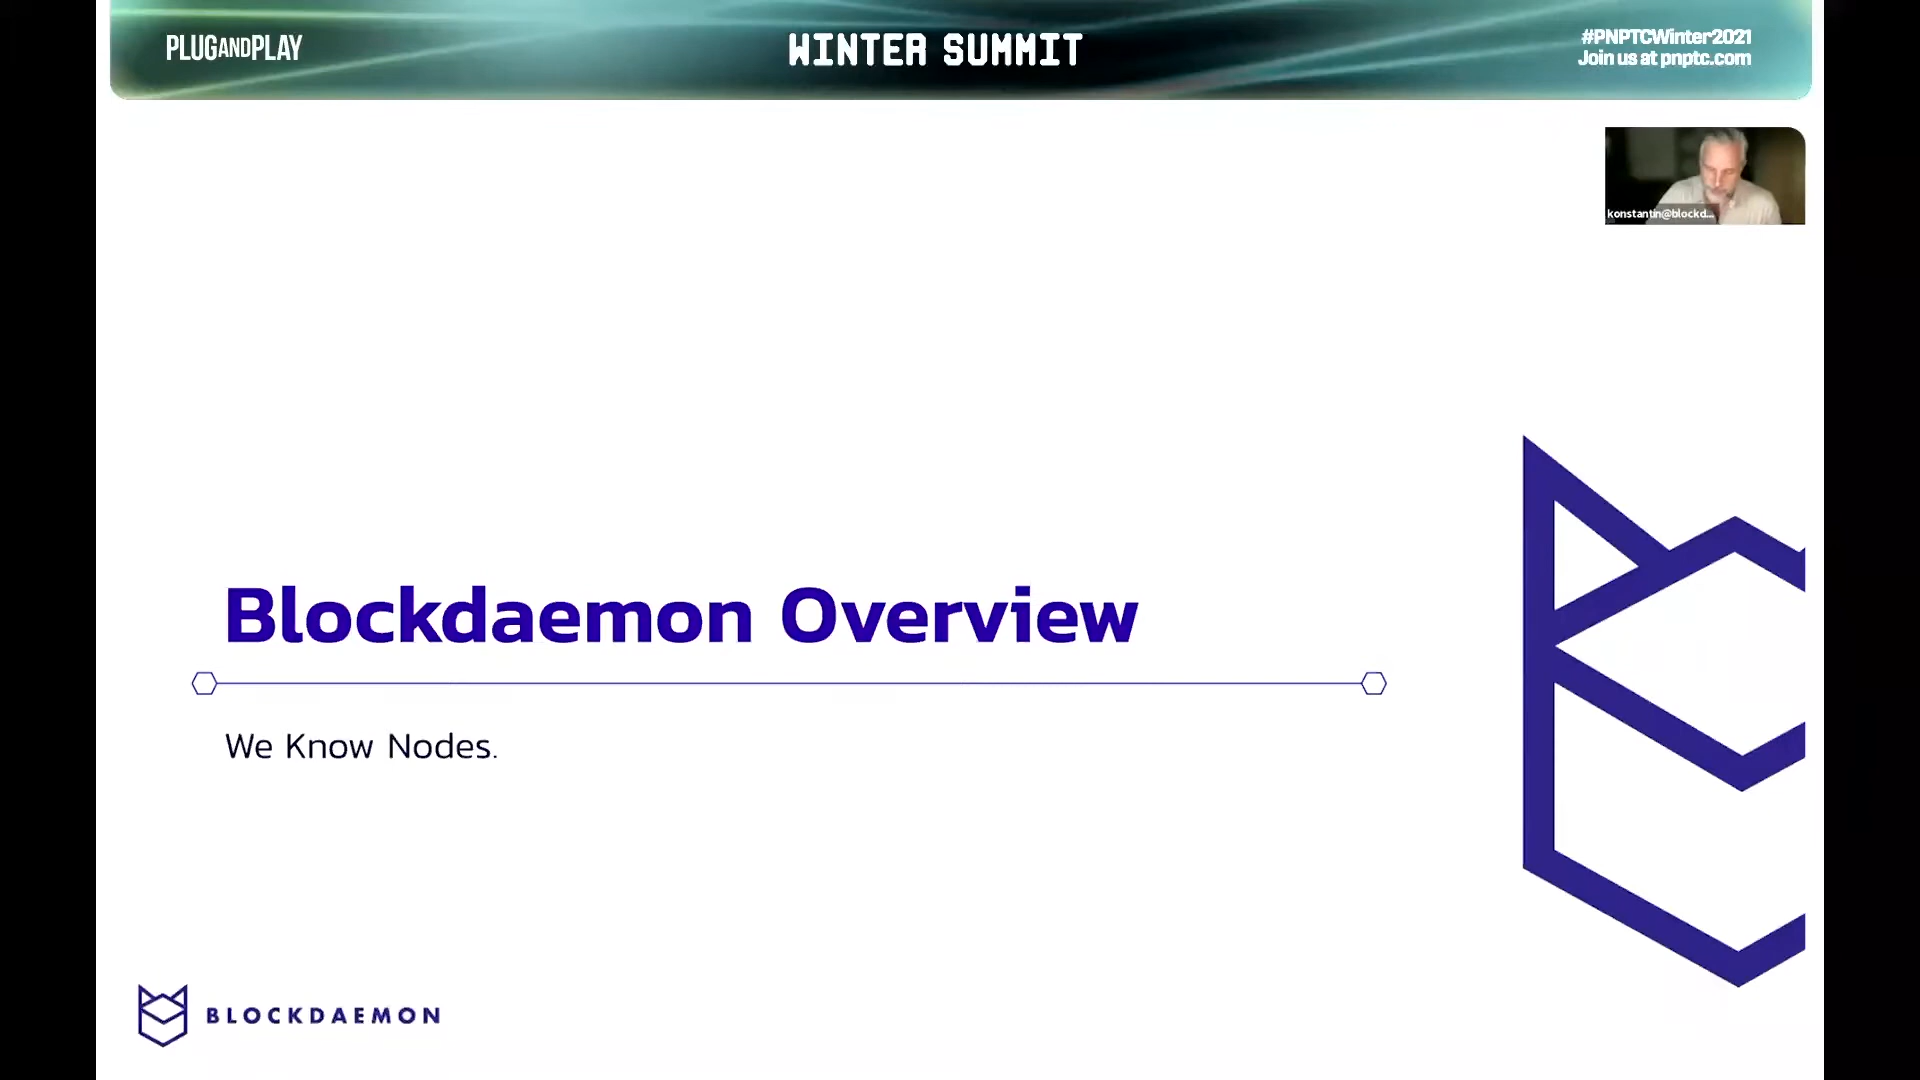 PLUGANDPLAY
WINTER SUMMIT
#PNPTCWinter2021
Join us at pnptc.com
konstantin@blockd...
Blockdaemon Overview
We Know Nodes.
BLOCKDAEMON